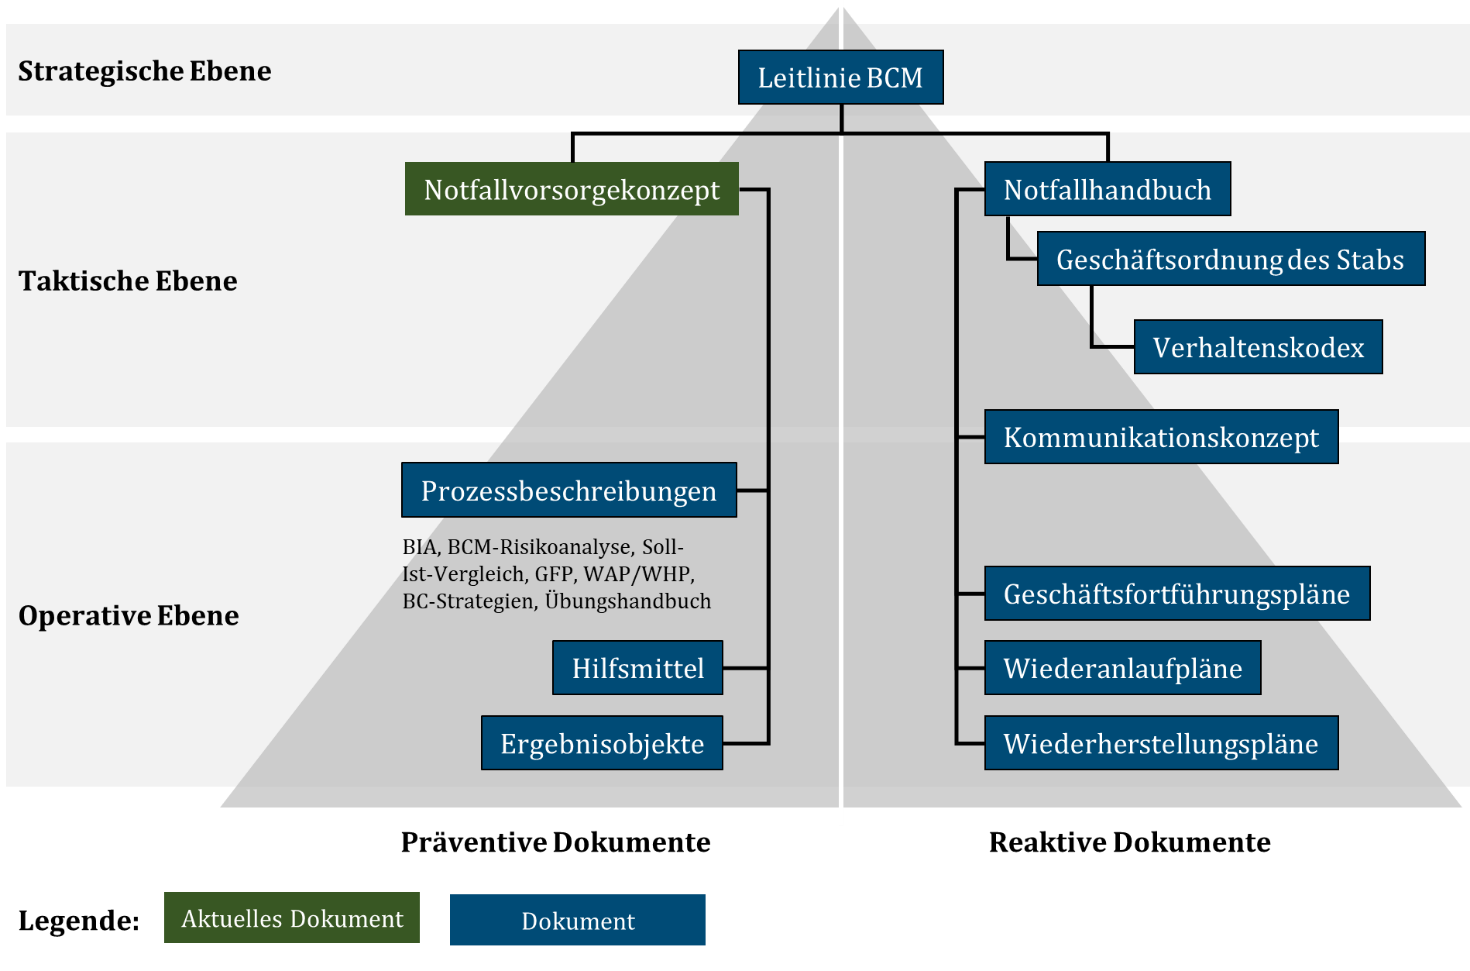 Strategische Ebene
Leitlinie BCM
Taktische Ebene
Notfallvorsorgekonzept
Notfallhandbuch
Geschäftsordnung des Stabs
Verhaltenskodex
Kommunikationskonzept
Operative Ebene
Prozessbeschreibungen
BIA, BCM-Risikoanalyse, Soll-
Ist-Vergleich, GFP, WAP/WHP,
BC-Strategien, Übungshandbuch
Hilfsmittel
Ergebnisobjekte
Geschäftsfortführungspläne
Wiederanlaufpläne
Wiederherstellungspläne
Präventive Dokumente
Reaktive Dokumente
Legende:
Aktuelles Dokument
Dokument